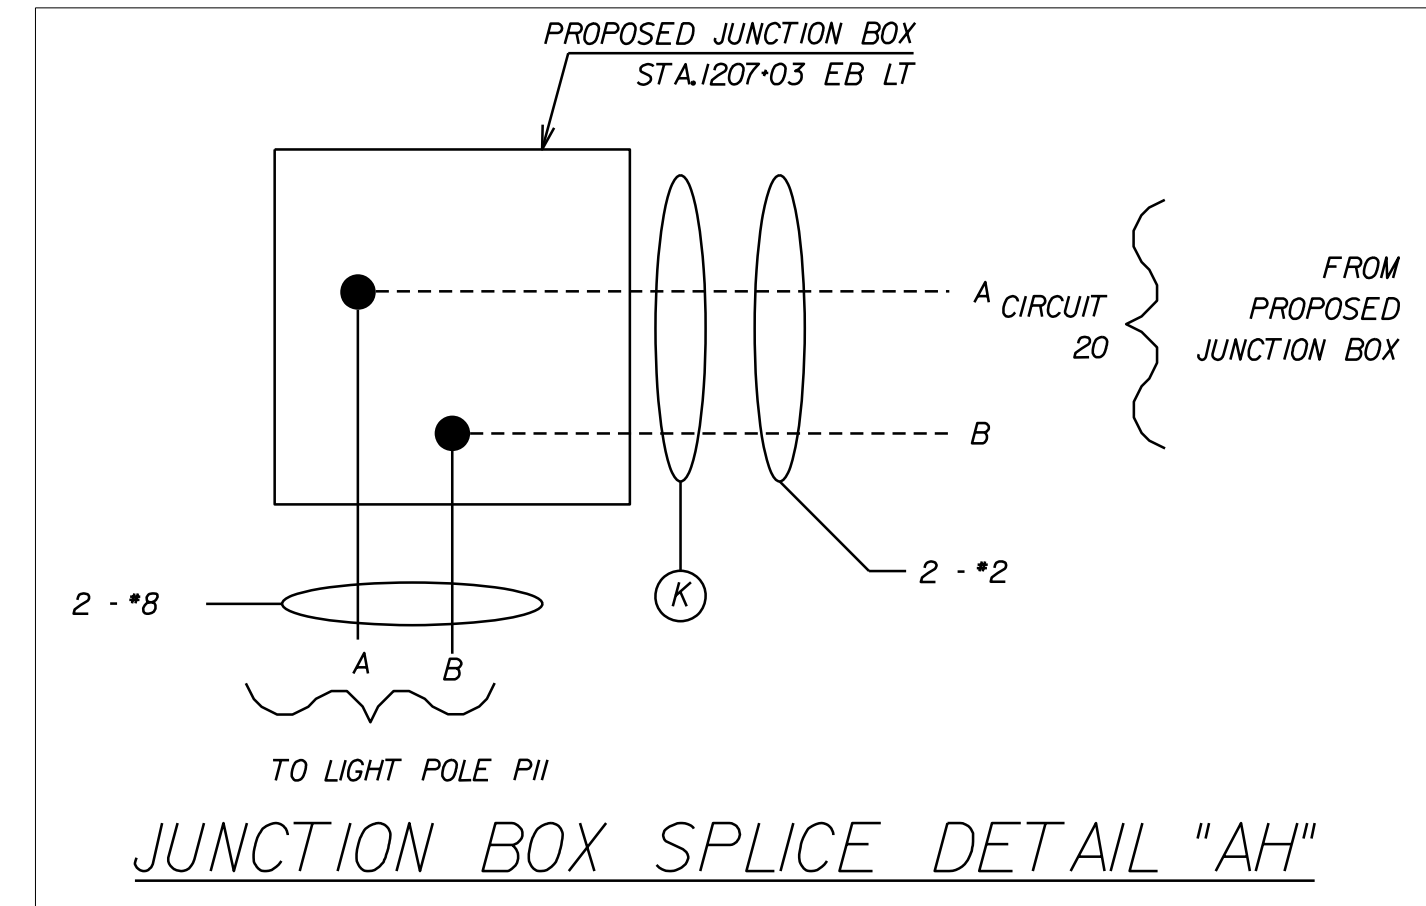 PROPOSED JUNCTION BOX
STA.1207+03 EB LT
A
CIRCUIT
20
B
FROM
PROPOSED
JUNCTION BOX
2 - #2
K
2 - #8
A
B
TO LIGHT POLE P11
JUNCTION BOX SPLICE DETAIL "AH"